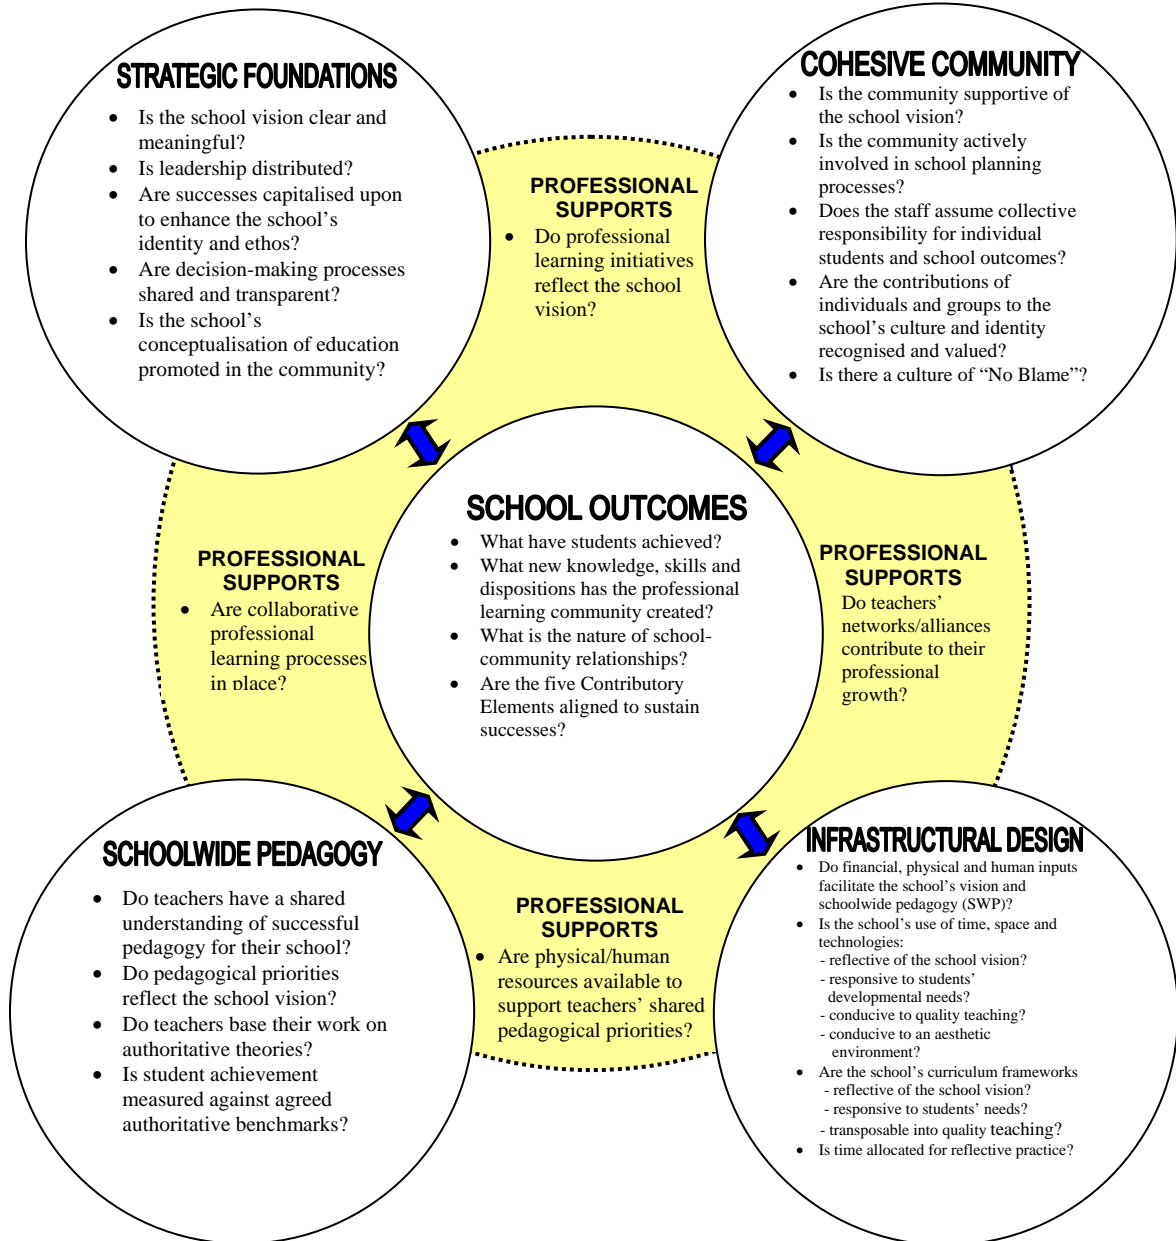 STRATEGIC FOUNDATIONS
• Is the school vision clear and
meaningful?
• Is leadership distributed?
• Are successes capitalised upon
to enhance the school’s
identity and ethos?
• Are decision-making processes
shared and transparent?
• Is the school’s
conceptualisation of education
promoted in the community?
PROFESSIONAL
SUPPORTS
• Do professional
learning initiatives
reflect the school
vision?
COHESIVE COMMUNITY
• Is the community supportive of
the school vision?
• Is the community actively
involved in school planning
processes?
• Does the staff assume collective
responsibility for individual
students and school outcomes?
• Are the contributions of
individuals and groups to the
school’s culture and identity
recognised and valued?
• Is there a culture of “No Blame”?
PROFESSIONAL
SUPPORTS
• Are collaborative
professional
learning processes
in place?
SCHOOL OUTCOMES
• What have students achieved?
• What new knowledge, skills and
dispositions has the professional
learning community created?
• What is the nature of school-
community relationships?
• Are the five Contributory
Elements aligned to sustain
successes?
PROFESSIONAL
SUPPORTS
Do teachers’
networks/alliances
contribute to their
professional
growth?
SCHOOLWIDE PEDAGOGY
• Do teachers have a shared
understanding of successful
pedagogy for their school?
• Do pedagogical priorities
reflect the school vision?
• Do teachers base their work on
authoritative theories?
• Is student achievement
measured against agreed
authoritative benchmarks?
PROFESSIONAL
SUPPORTS
• Are physical/human
resources available to
support teachers’ shared
pedagogical priorities?
INFRASTRUCTURAL DESIGN
• Do financial, physical and human inputs
facilitate the school’s vision and
schoolwide pedagogy (SWP)?
• Is the school’s use of time, space and
technologies:
- reflective of the school vision?
- responsive to students’
developmental needs?
- conducive to quality teaching?
- conducive to an aesthetic
environment?
• Are the school’s curriculum frameworks
- reflective of the school vision?
- responsive to students’ needs?
- transposable into quality teaching?
• Is time allocated for reflective practice?